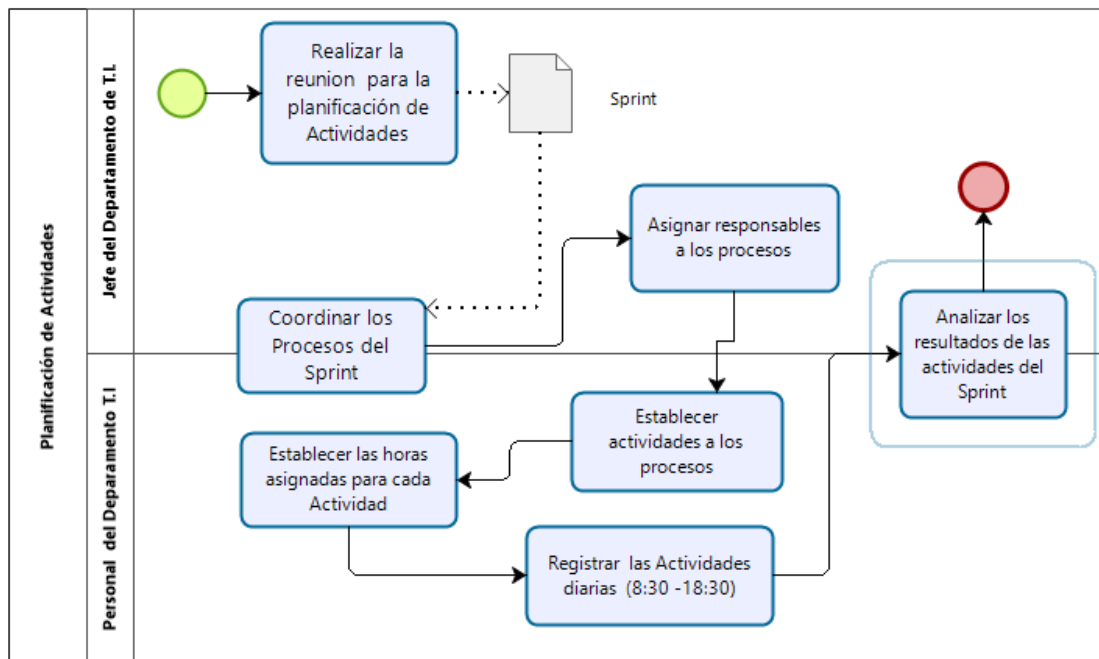 Planificación de Actividades
Jefe del Departamento de T.I.
Realizar la
reunion para la
planificación de
Actividades
Sprint
Asignar responsables
a los procesos
Coordinar los
Procesos del
Sprint
Analizar los
resultados de las
actividades del
Sprint
Personal del Deparamento T.I
Establecer
actividades a los
procesos
Establecer las horas
asignadas para cada
Actividad
Registrar las Actividades
diarias (8:30 -18:30)